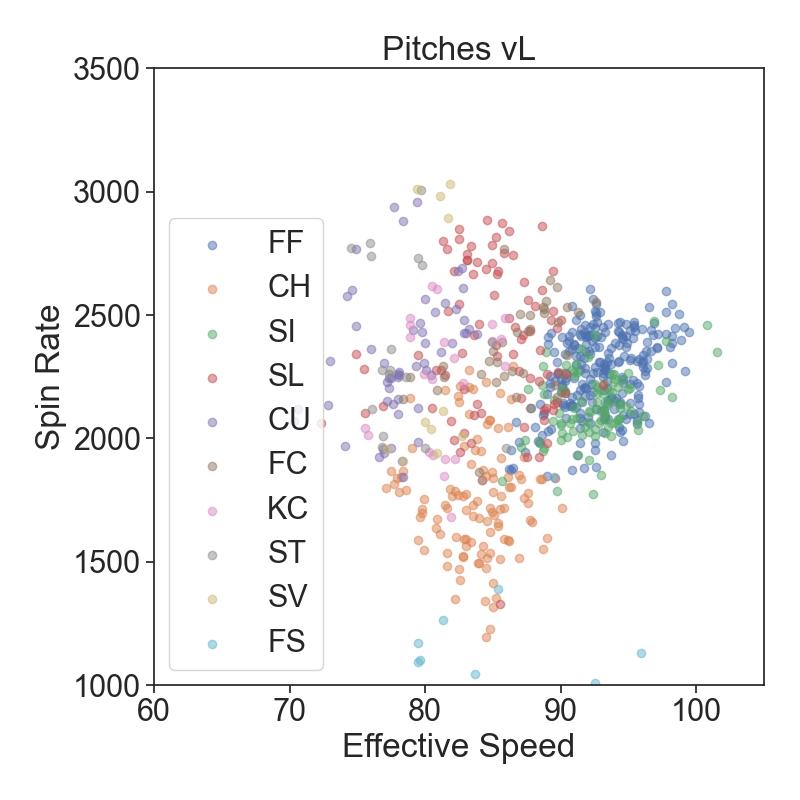 Pitches vL
3500
3000
2500
2000
1500
1000
Spin Rate
FF
CH
SI
SL
CU
FC
KC
ST
SV
FS
60 70 80 90 100
Effective Speed